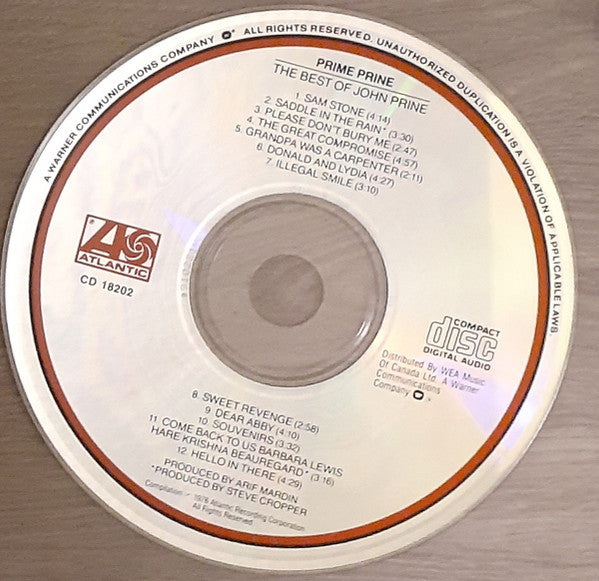 A WARNER COMMUNICATIONS COMPANY ALL RIGHTS RESERVED. UNAUTHORIZED DUPLICATION IS A VIOLATION OF APPLICABLE LAWS
PRIME PRINE
THE BEST OF JOHN PRINE
1. SAM STONE (4:14)
2. SADDLE IN THE RAIN* (3:30)
3. PLEASE DON'T BURY ME (2:47)
4. THE GREAT COMPROMISE (4:57)
5. GRANDPA WAS A CARPENTER (2:11)
6. DONALD AND LYDIA (4:27)
7. ILLEGAL SMILE (3:10)
ATLANTIC
CD 18202
COMPACT
disc
DIGITAL AUDIO
Distributed By WEA Music
Of Canada Ltd. A Warner
Communications
Company
8. SWEET REVENGE (2:58)
9. DEAR ABBY (4:10)
10. SOUVENIRS (3:32)
11. COME BACK TO US BARBARA LEWIS
HARE KRISHNA BEAUREGARD* (3:16)
12. HELLO IN THERE (4:29)
PRODUCED BY ARIF MARDIN
*PRODUCED BY STEVE CROPPER
Compilation 1976 Atlantic Recording Corporation
All Rights Reserved